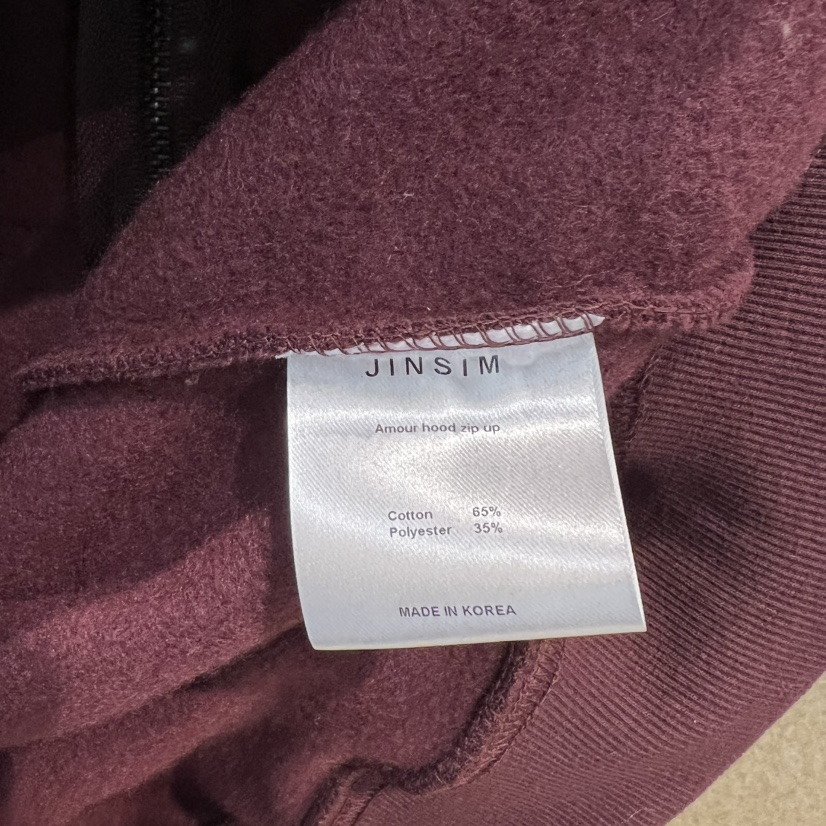 JINSIM
Amour hood zip up
Cotton 65%
Polyester 35%
MADE IN KOREA